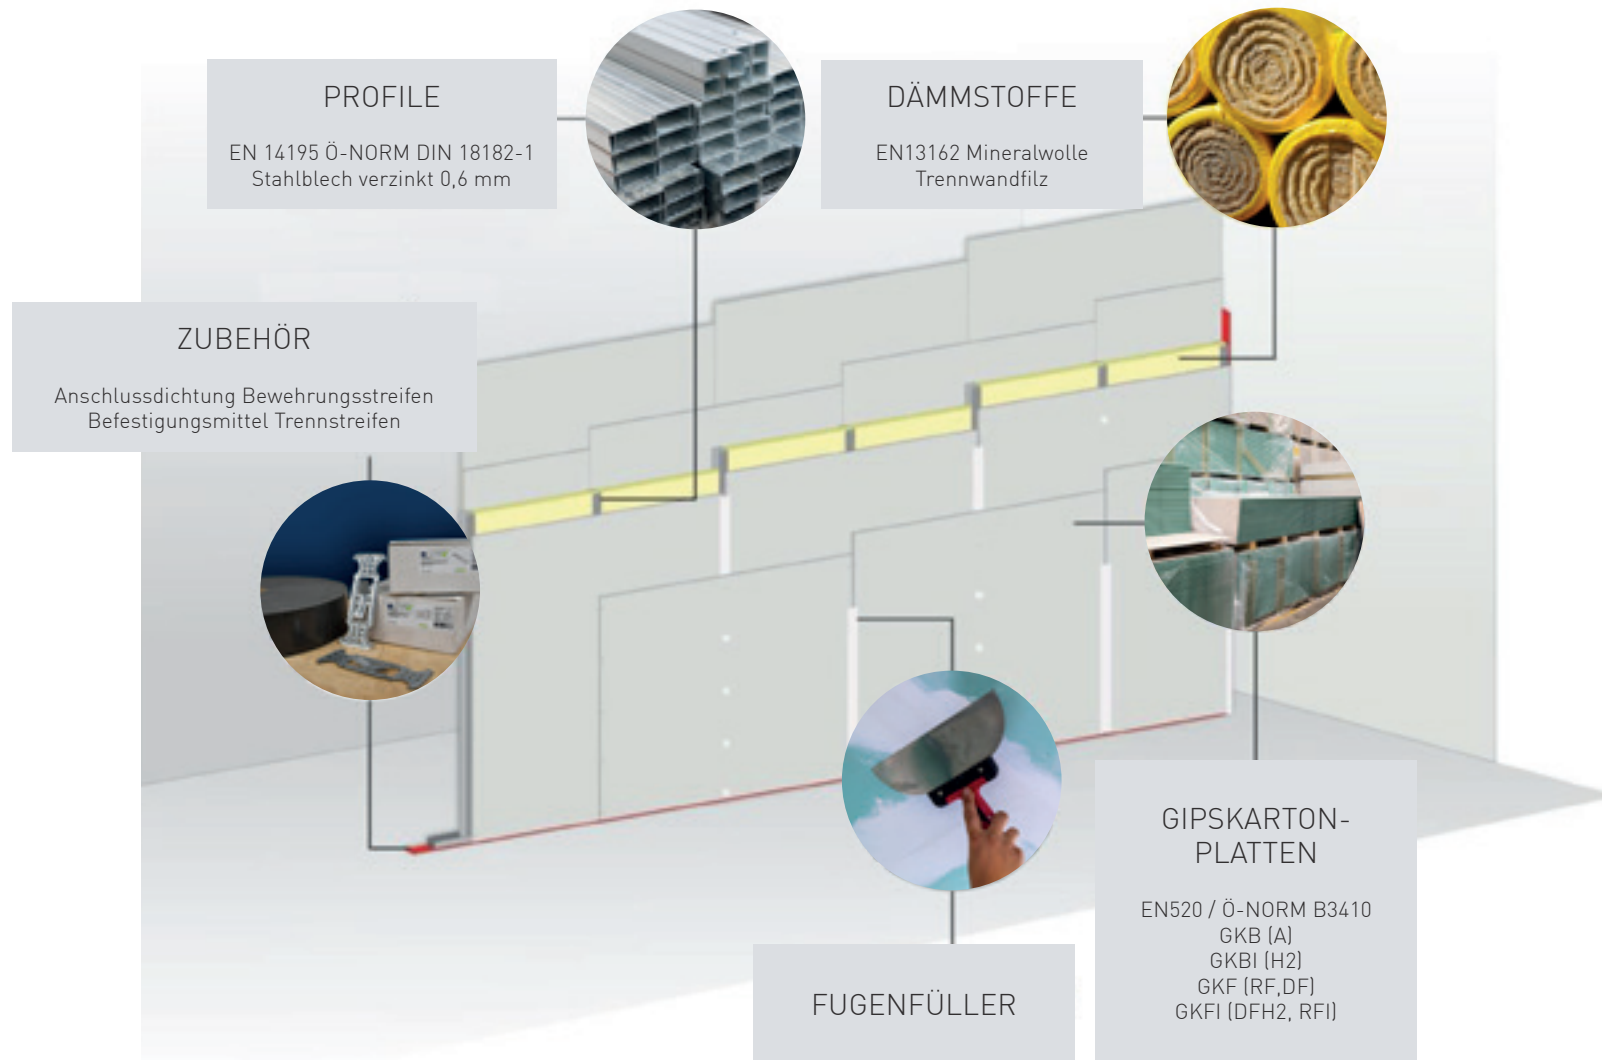 PROFILE
EN 14195 Ö-NORM DIN 18182-1
Stahlblech verzinkt 0,6 mm
DÄMMSTOFFE
EN13162 Mineralwolle
Trennwandfilz
ZUBEHÖR
Anschlussdichtung Bewehrungsstreifen
Befestigungsmittel Trennstreifen
GIPSKARTON-
PLATTEN
EN520 / Ö-NORM B3410
GKB (A)
GKBI (H2)
GKF (RF,DF)
GKFI (DFH2, RFI)
FUGENFÜLLER